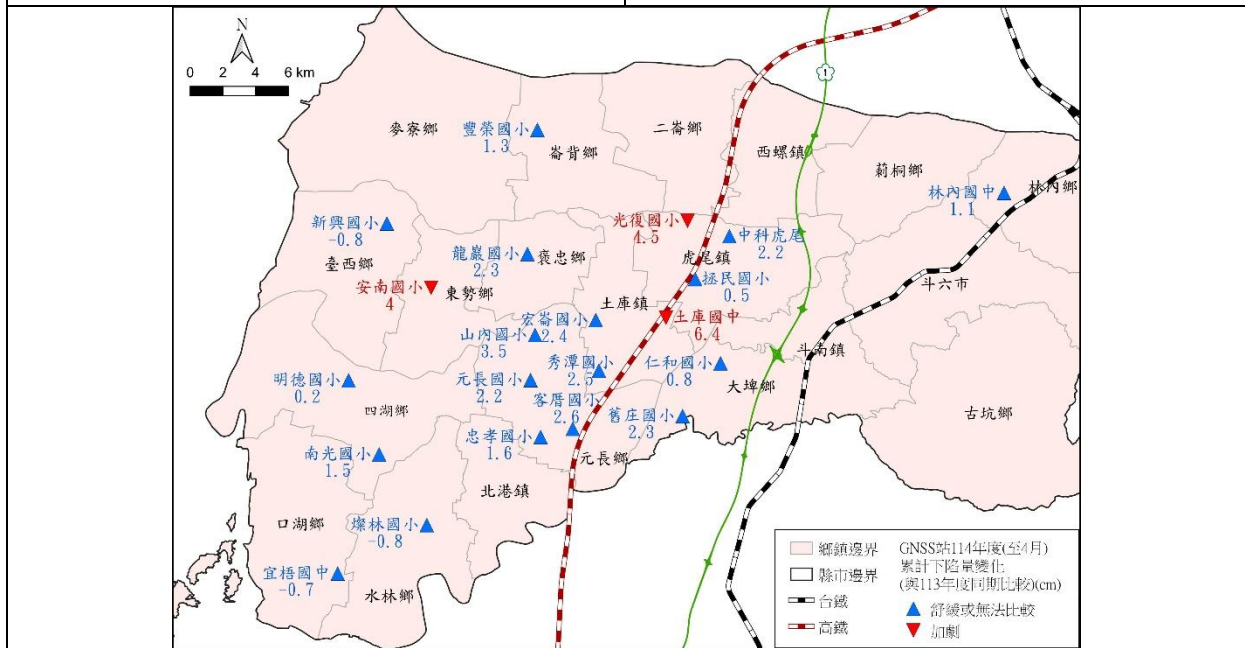 N
0 2 4 6 km
1
麥寮鄉
豐榮國小
1.3
崙背鄉
二崙鄉
西螺鎮
莿桐鄉
林內國中
1.1
林內鄉
新興國小
-0.8
臺西鄉
龍巖國小
2.3
褒忠鄉
光復國小
4.5
中科虎尾
2.2
虎尾鎮
拯民國小
0.5
安南國小
4
東勢鄉
土庫鎮
斗六市
宏崙國小
2.4
土庫國中
6.4
山內國小
3.5
斗南鎮
秀潭國小
2.5
仁和國小
0.8
大埤鄉
明德國小
0.2
四湖鄉
元長國小
2.2
客厝國小
2.6
舊庄國小
2.3
古坑鄉
忠孝國小
1.6
元長鄉
南光國小
1.5
北港鎮
口湖鄉
燦林國小
-0.8
宜梧國中
-0.7
水林鄉
鄉鎮邊界
縣市邊界
台鐵
高鐵
GNSS站114年度(至4月)
累計下陷量變化
(與113年度同期比較)(cm)
舒緩或無法比較
加劇